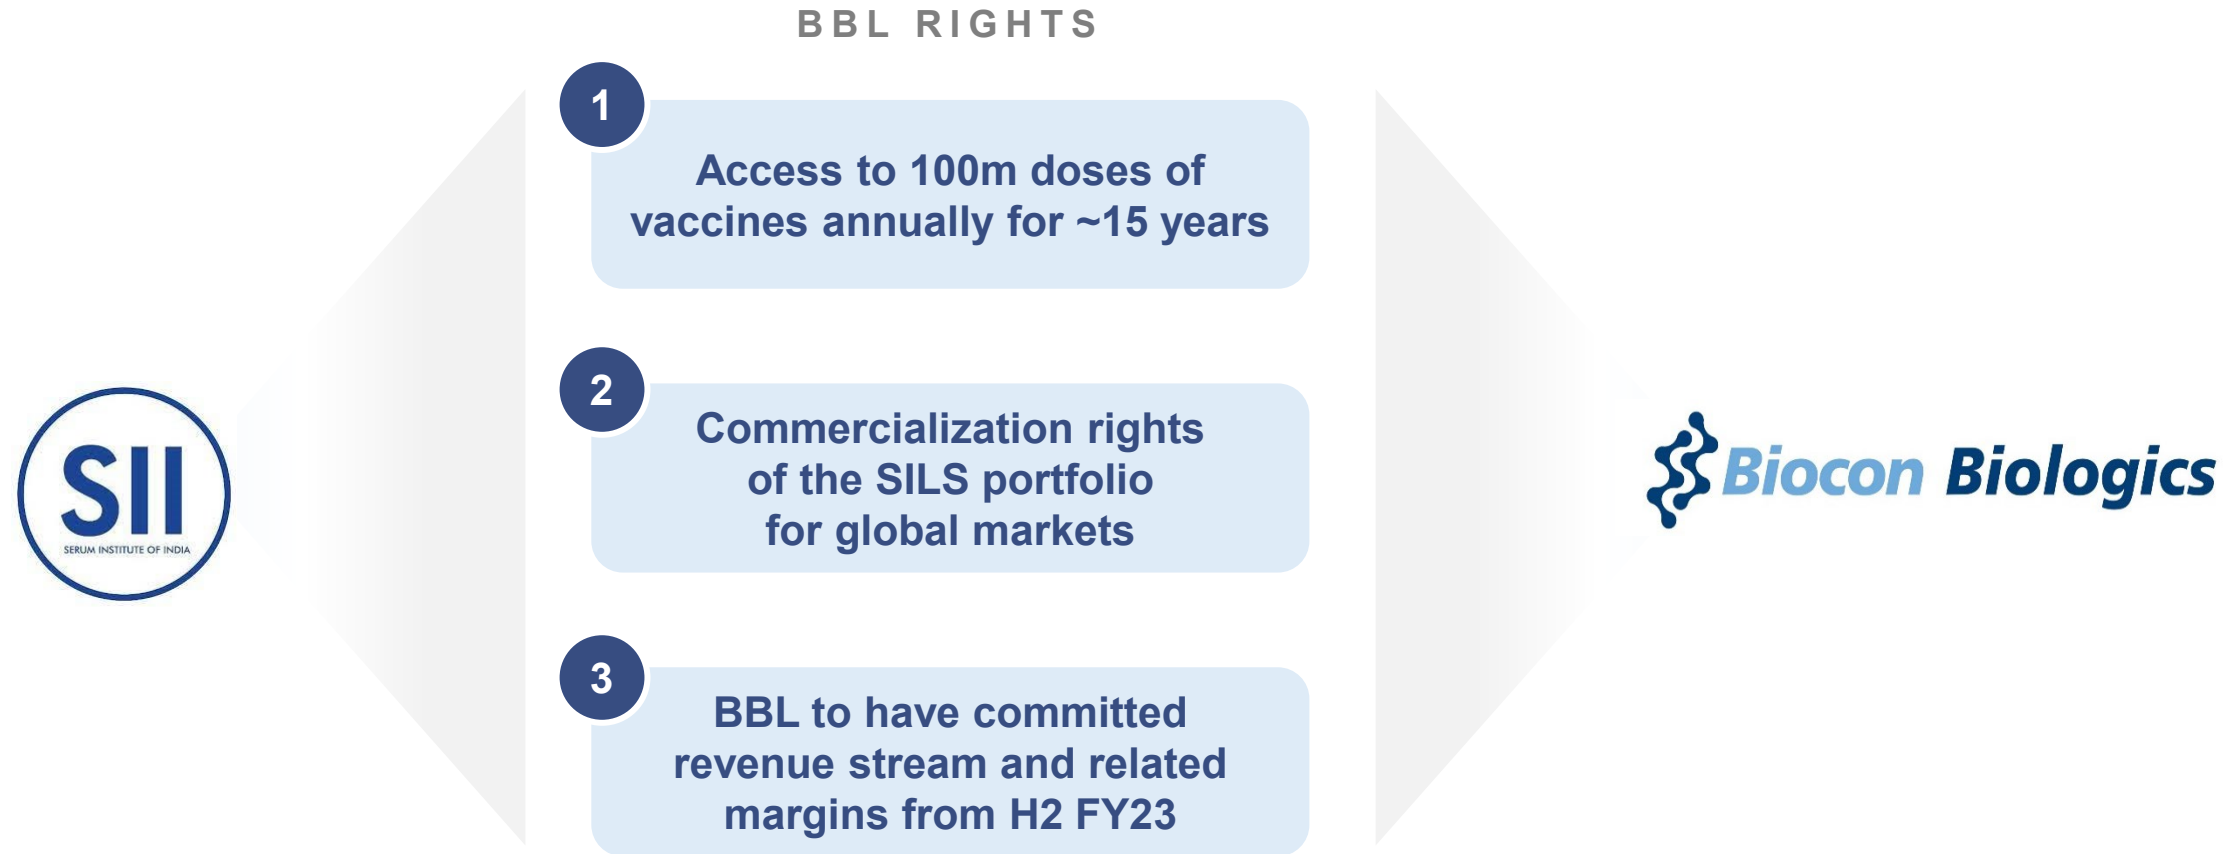 BBL RIGHTS
1
Access to 100m doses of
vaccines annually for ~15 years
2
Commercialization rights
of the SILS portfolio
for global markets
3
BBL to have committed
revenue stream and related
margins from H2 FY23
SII
SERUM INSTITUTE OF INDIA
Biocon Biologics